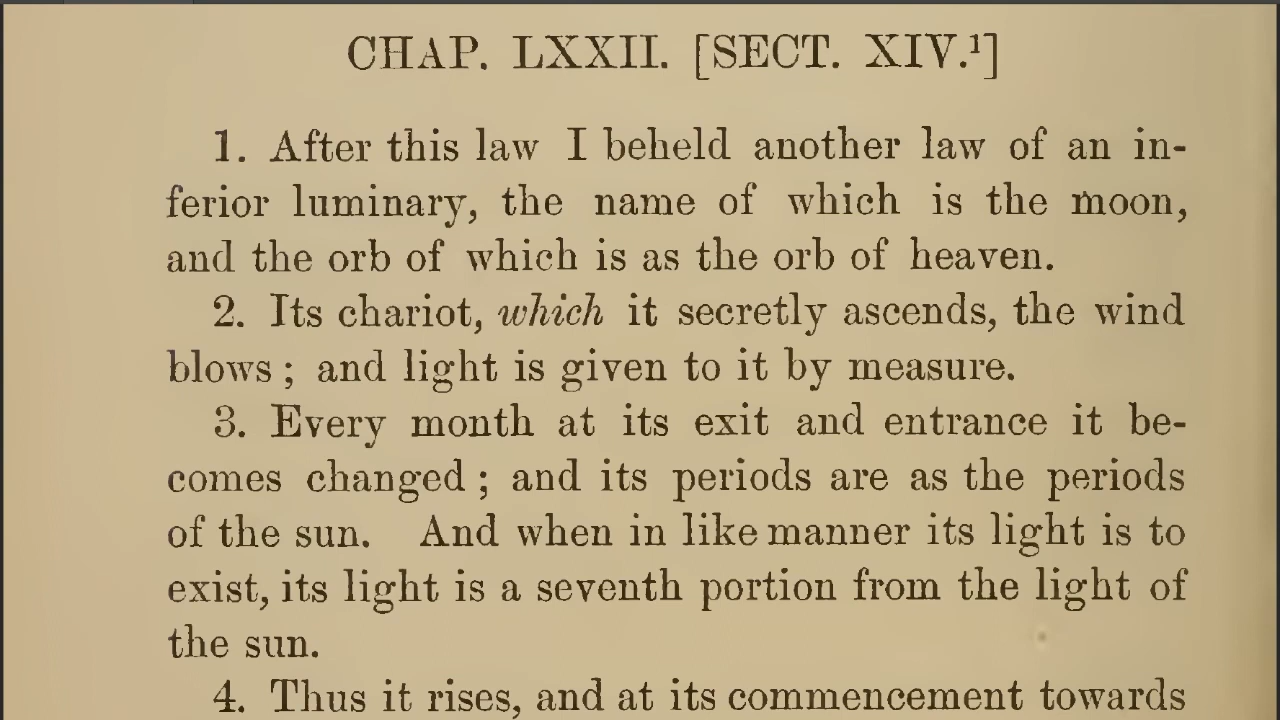 CHAP. LXXII. [SECT. XIV.¹]
1. After this law I beheld another law of an in-
ferior luminary, the name of which is the moon,
and the orb of which is as the orb of heaven.
2. Its chariot, which it secretly ascends, the wind
blows ; and light is given to it by measure.
3. Every month at its exit and entrance it be-
comes changed ; and its periods are as the periods
of the sun. And when in like manner its light is to
exist, its light is a seventh portion from the light of
the sun.
4. Thus it rises, and at its commencement towards